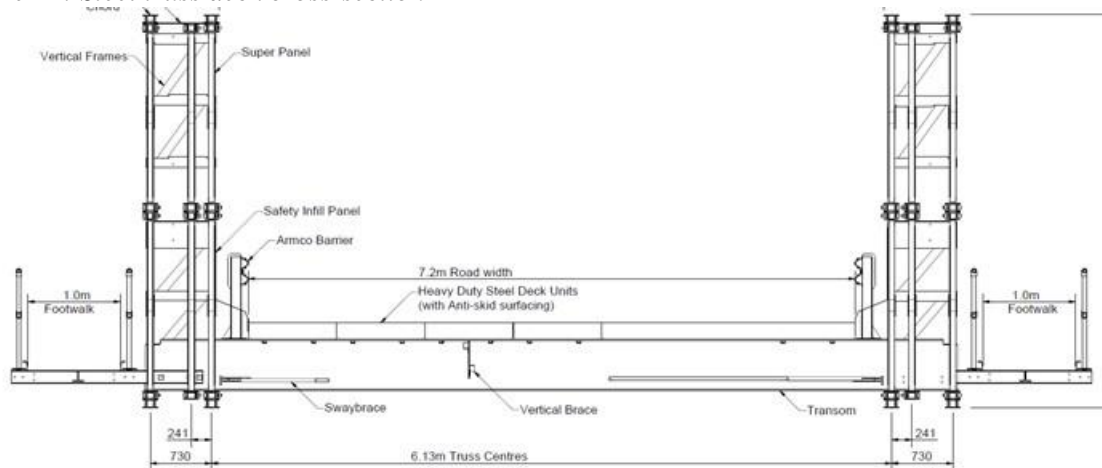 Chord
Vertical Frames
Super Panel
Safety Infill Panel
Armco Barrier
7.2m Road width
Heavy Duty Steel Deck Units
(with Anti-skid surfacing)
1.0m
Footwalk
1.0m
Footwalk
Swaybrace
Vertical Brace
Transom
241
241
730
6.13m Truss Centres
730